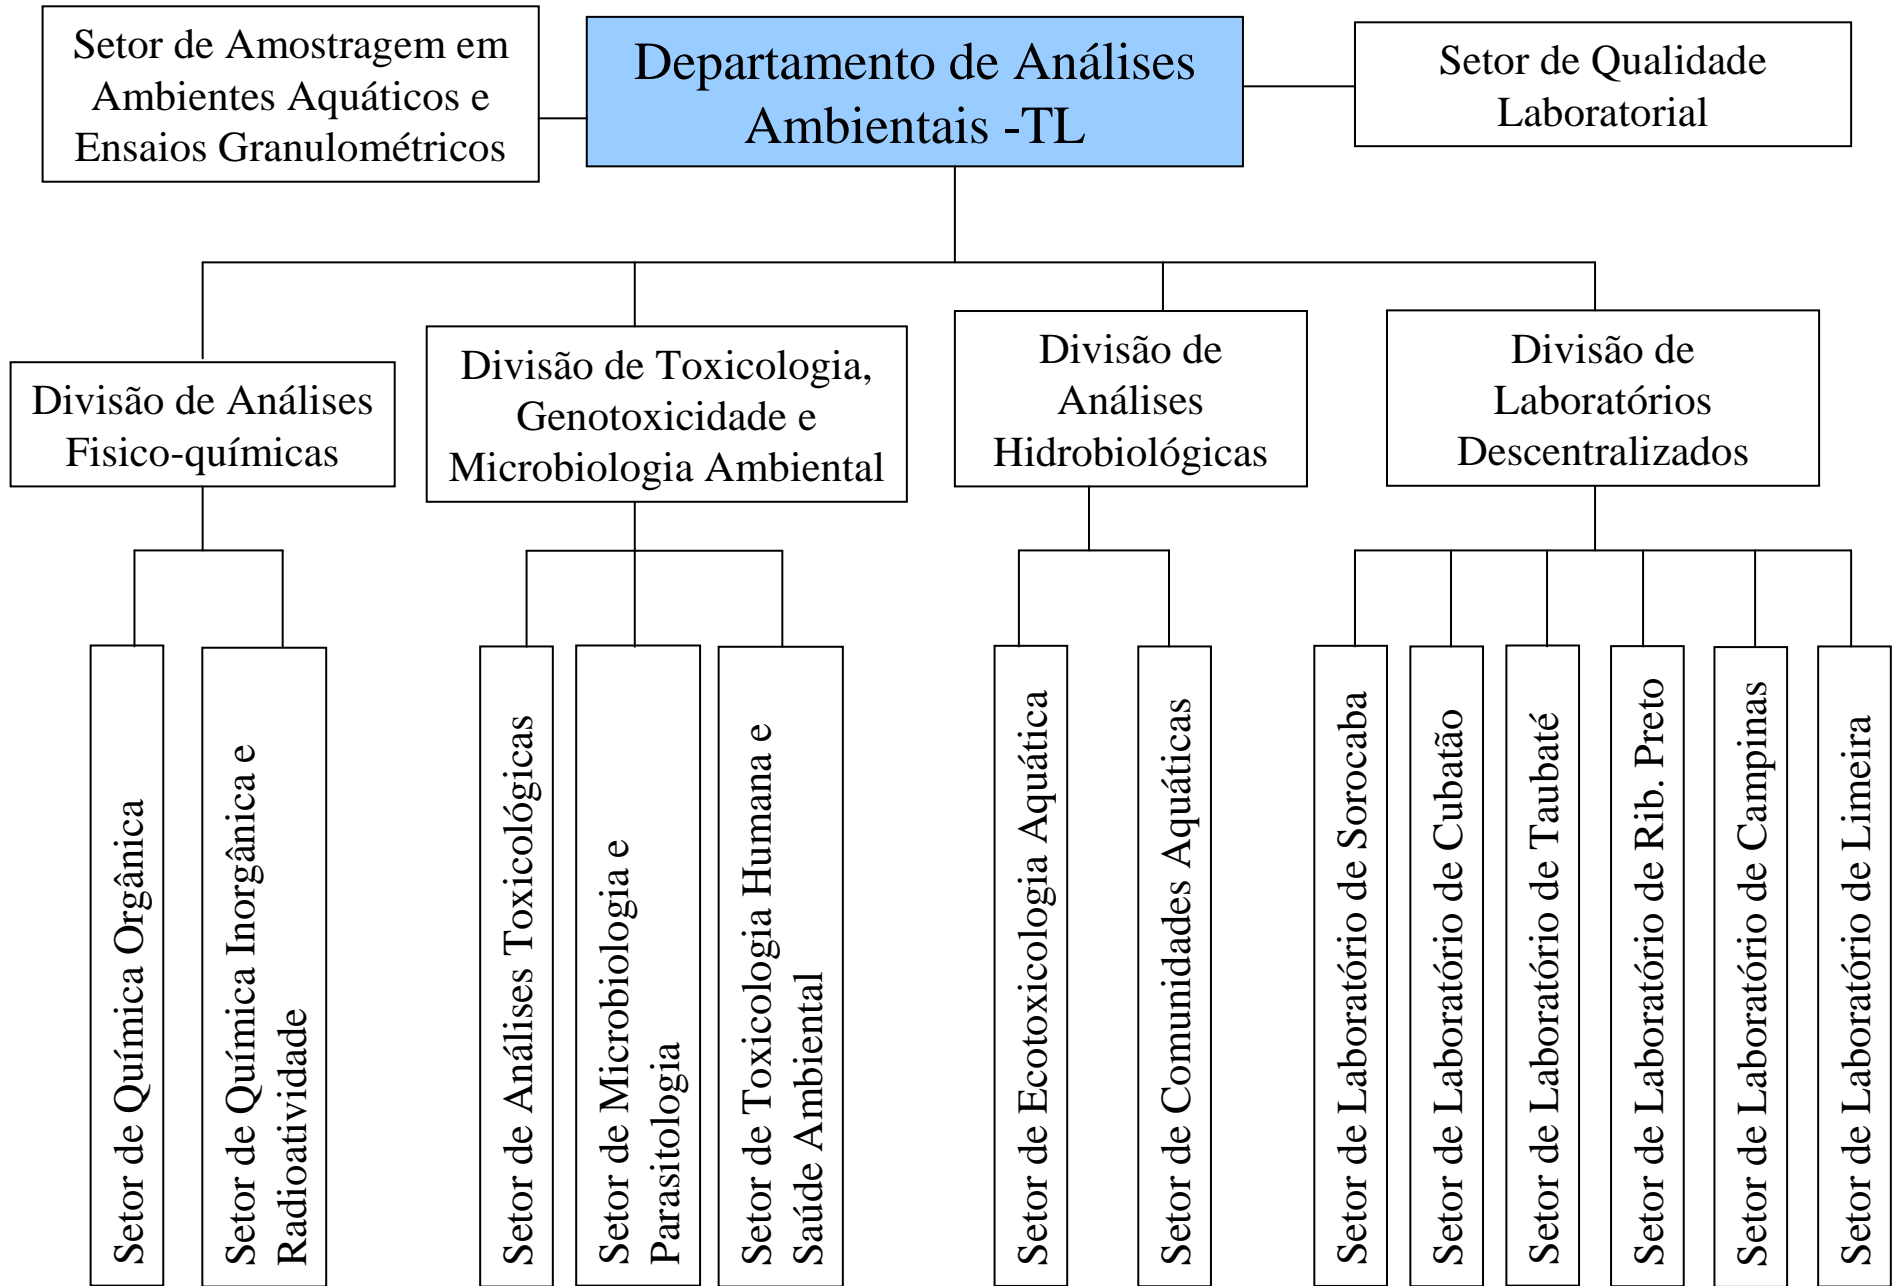 Setor de Amostragem em
Ambientes Aquáticos e
Ensaios Granulométricos
Departamento de Análises
Ambientais -TL
Setor de Qualidade
Laboratorial
Divisão de Análises
Fisico-químicas
Divisão de Toxicologia,
Genotoxicidade e
Microbiologia Ambiental
Divisão de
Análises
Hidrobiológicas
Divisão de
Laboratórios
Descentralizados
Setor de Química Orgânica
Setor de Química Inorgânica e
Radioatividade
Setor de Análises Toxicológicas
Setor de Microbiologia e
Parasitologia
Setor de Toxicologia Humana e
Saúde Ambiental
Setor de Ecotoxicologia Aquática
Setor de Comunidades Aquáticas
Setor de Laboratório de Sorocaba
Setor de Laboratório de Cubatão
Setor de Laboratório de Taubaté
Setor de Laboratório de Rib. Preto
Setor de Laboratório de Campinas
Setor de Laboratório de Limeira